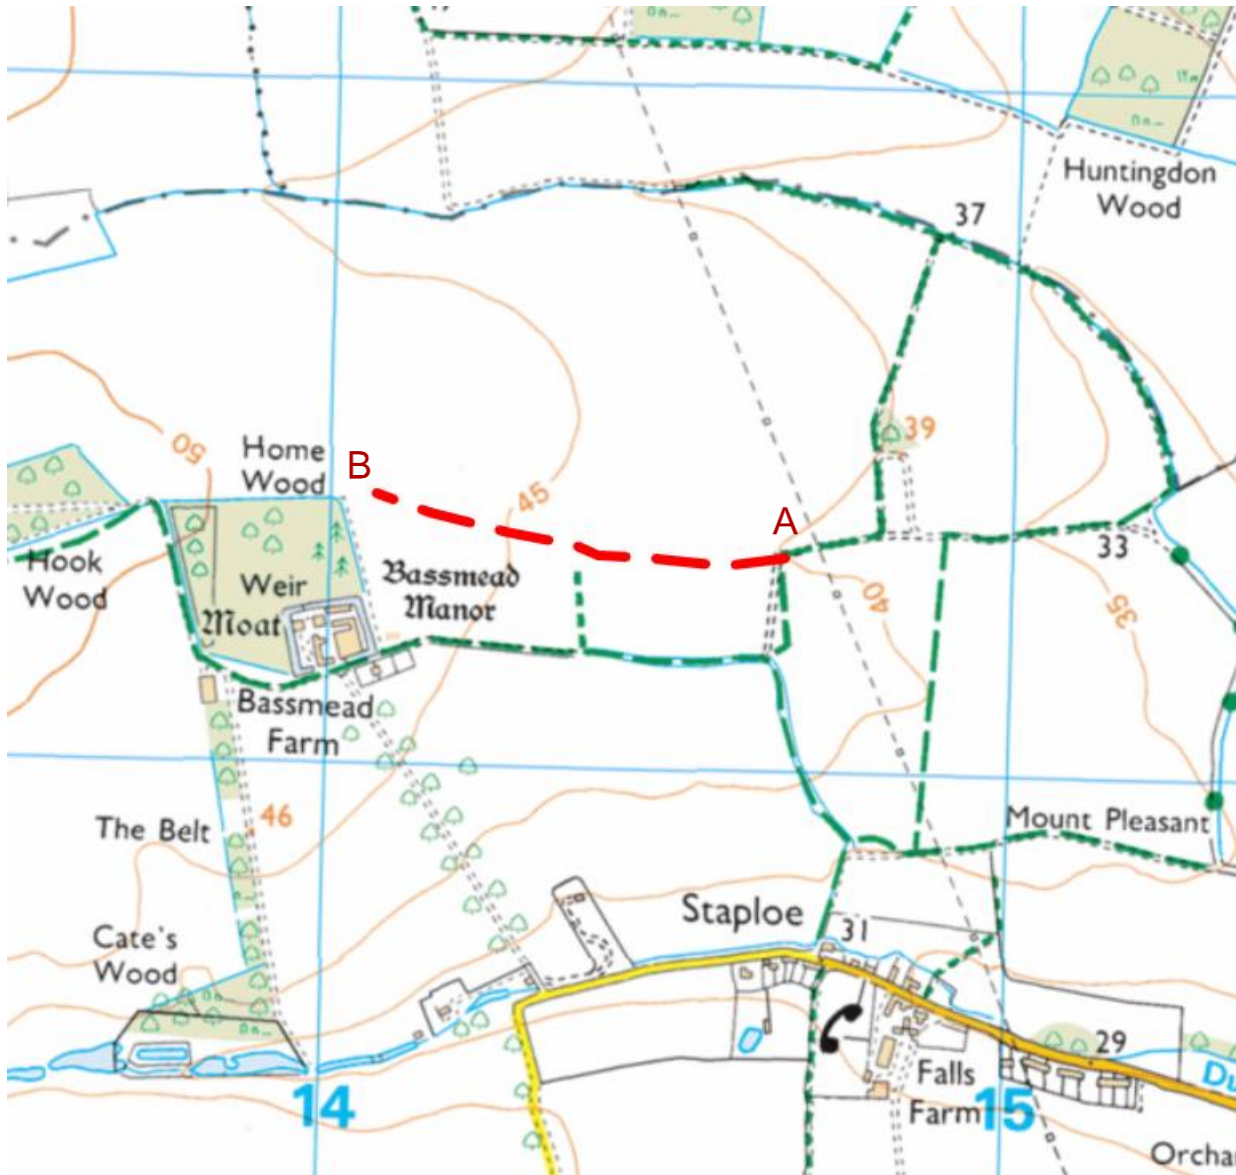 Huntingdon
Wood
37
39
50
Home
Wood
B
45
A
33
Hook
Wood
Weir
Moat
Bassmead
Manor
40
35
Bassmead
Farm
46
The Belt
Mount Pleasant
Staploe
31
Cate's
Wood
29
Falls
Farm
14
15
Du
Orcha